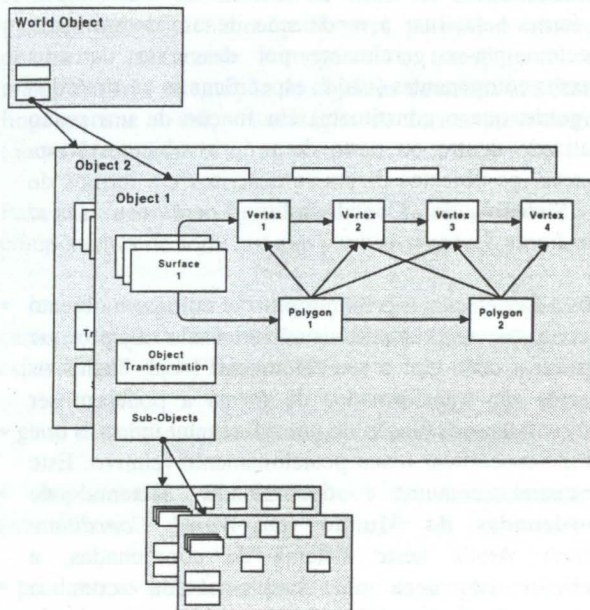 World Object
Object 2
Object 1
Surface
1
Vertex
1
Vertex
2
Vertex
3
Vertex
4
Polygon
1
Polygon
2
Tr
Object
Transformation
Sub-Objects